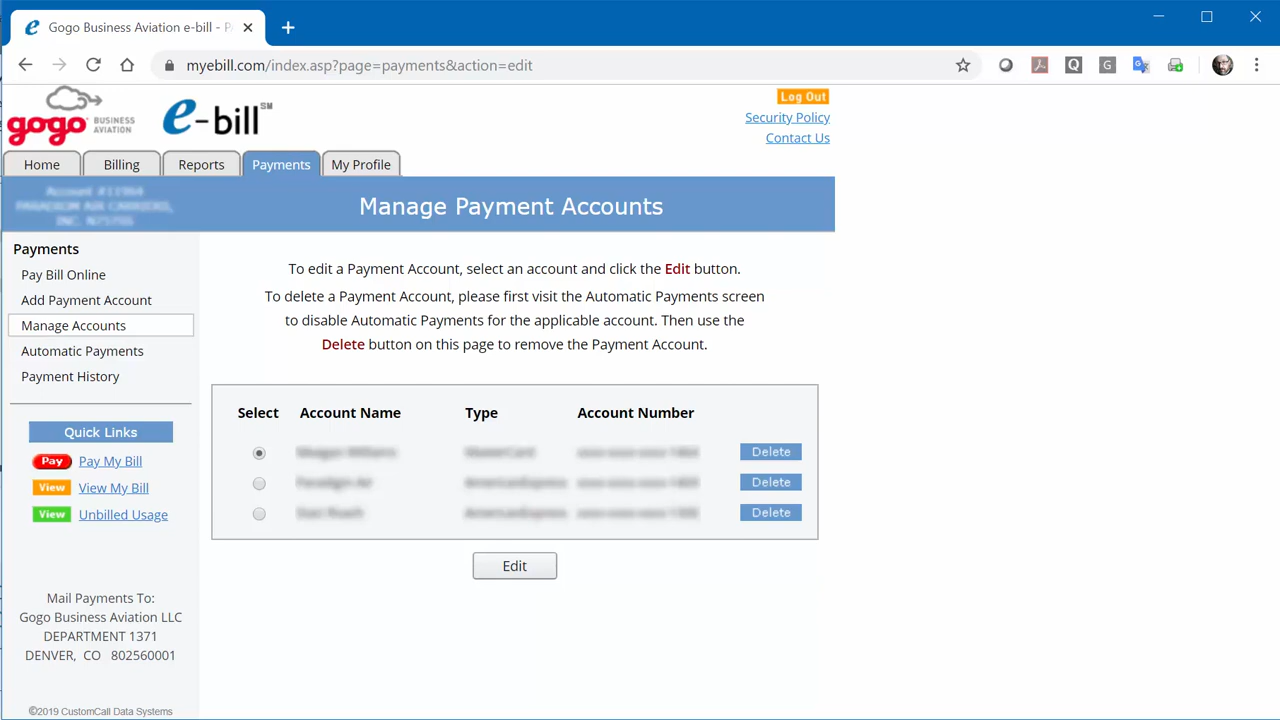 Gogo Business Aviation e-bill - P
myebill.com/index.asp?page=payments&action=edit
gogo BUSINESS AVIATION
e-bill SM
Log Out
Security Policy
Contact Us
Home
Billing
Reports
Payments
My Profile
Manage Payment Accounts
Payments
Pay Bill Online
Add Payment Account
Manage Accounts
Automatic Payments
Payment History
Quick Links
Pay Pay My Bill
View View My Bill
View Unbilled Usage
Mail Payments To:
Gogo Business Aviation LLC
DEPARTMENT 1371
DENVER, CO 802560001
©2019 CustomCall Data Systems
To edit a Payment Account, select an account and click the Edit button.
To delete a Payment Account, please first visit the Automatic Payments screen
to disable Automatic Payments for the applicable account. Then use the
Delete button on this page to remove the Payment Account.
Select Account Name Type Account Number
Delete
Delete
Delete
Edit